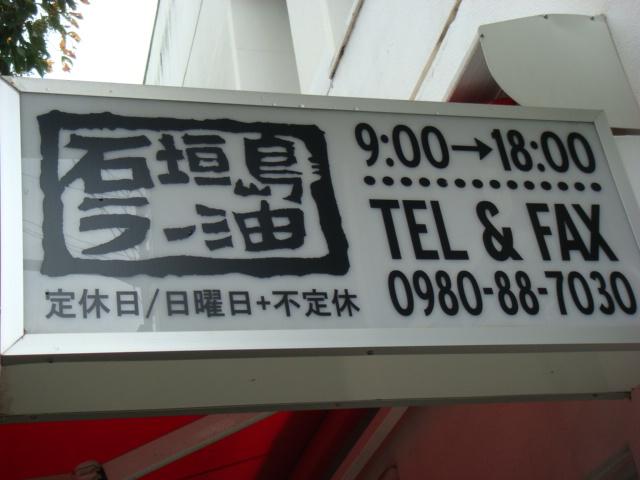 石垣島
ラー油
定休日/日曜日+不定休
9:00→18:00
TEL & FAX
0980-88-7030